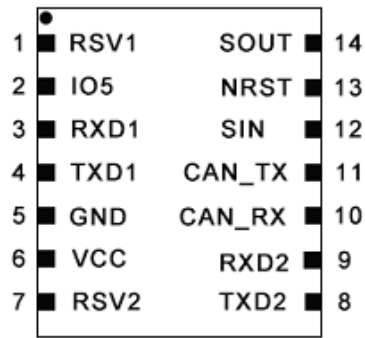 1 RSV1 SOUT 14
2 IO5 NRST 13
3 RXD1 SIN 12
4 TXD1 CAN_TX 11
5 GND CAN_RX 10
6 VCC RXD2 9
7 RSV2 TXD2 8